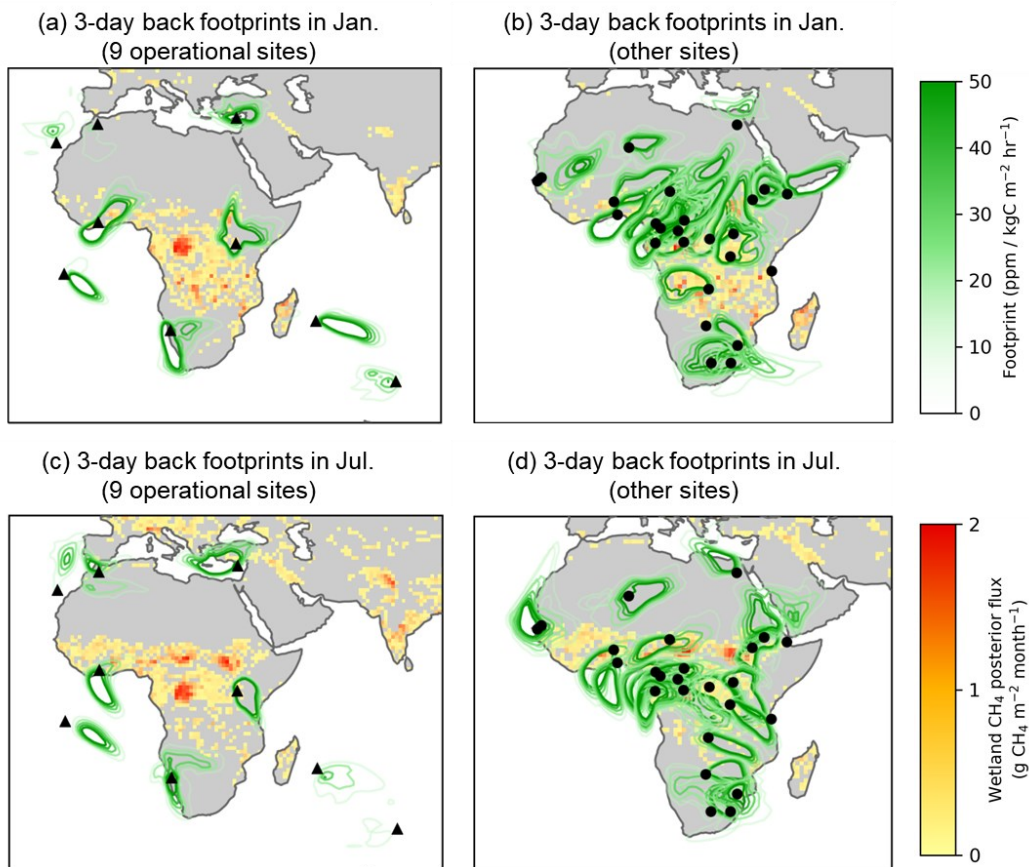 (a) 3-day back footprints in Jan.
(9 operational sites)
(b) 3-day back footprints in Jan.
(other sites)
50
40
30
20
10
0
Footprint (ppm / kgC m⁻² hr⁻¹)
(c) 3-day back footprints in Jul.
(9 operational sites)
(d) 3-day back footprints in Jul.
(other sites)
2
1
0
Wetland CH₄ posterior flux
(g CH₄ m⁻² month⁻¹)